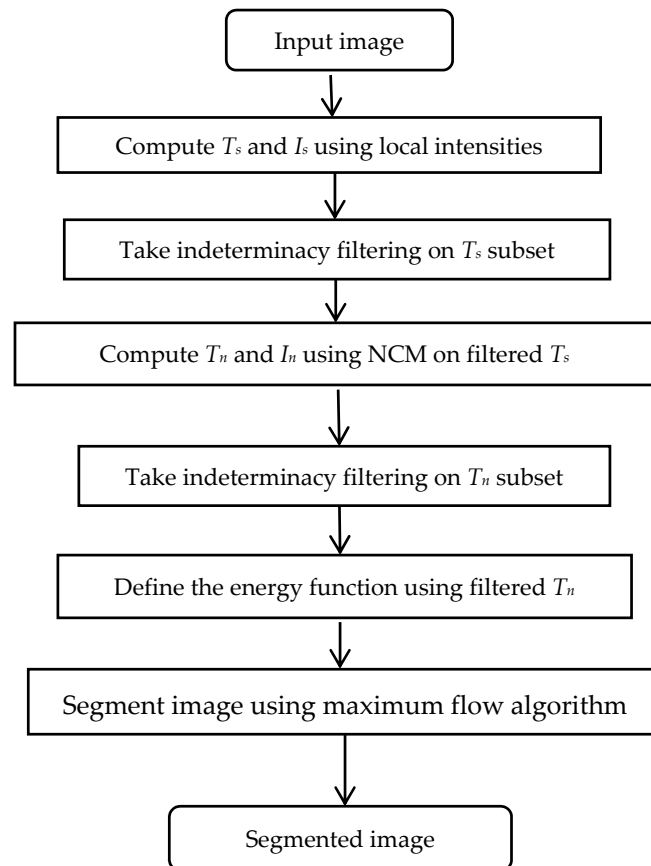 Input image
Compute Ts and Is using local intensities
Take indeterminacy filtering on Ts subset
Compute Tn and In using NCM on filtered Ts
Take indeterminacy filtering on Tn subset
Define the energy function using filtered Tn
Segment image using maximum flow algorithm
Segmented image